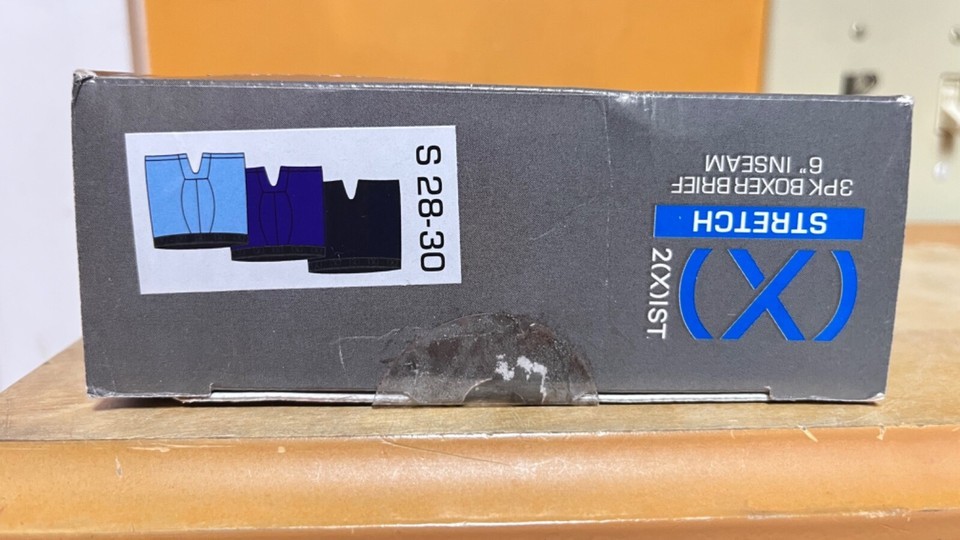 (X)
2(X)IST
STRETCH
3PK BOXER BRIEF
6" INSEAM
S 28-30